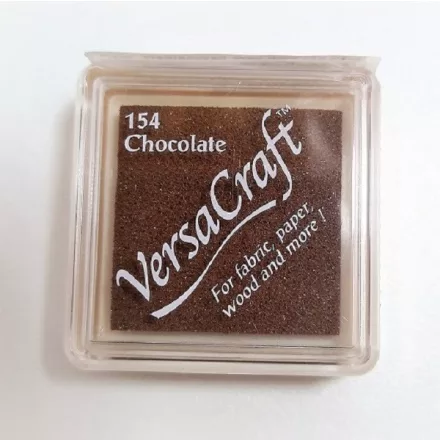 154
Chocolate
VersaCraft™
For fabric, paper,
wood and more !